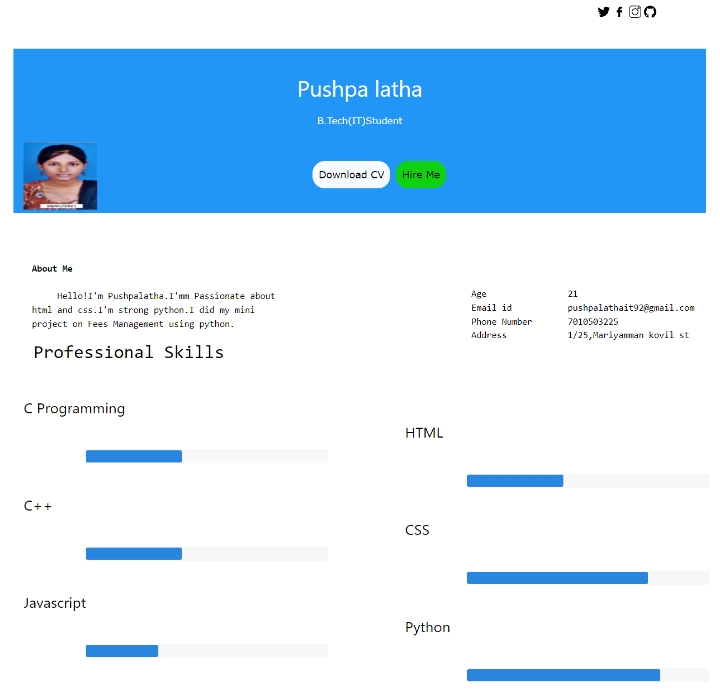 Pushpa latha
B.Tech(IT)Student
Download CV
Hire Me
About Me
Hello!I'm Pushpalatha.I'mm Passionate about
html and css.I'm strong python.I did my mini
project on Fees Management using python.
Age 21
Email id pushpalathait92@gmail.com
Phone Number 7010503225
Address 1/25,Mariyamman kovil st
Professional Skills
C Programming
C++
Javascript
HTML
CSS
Python